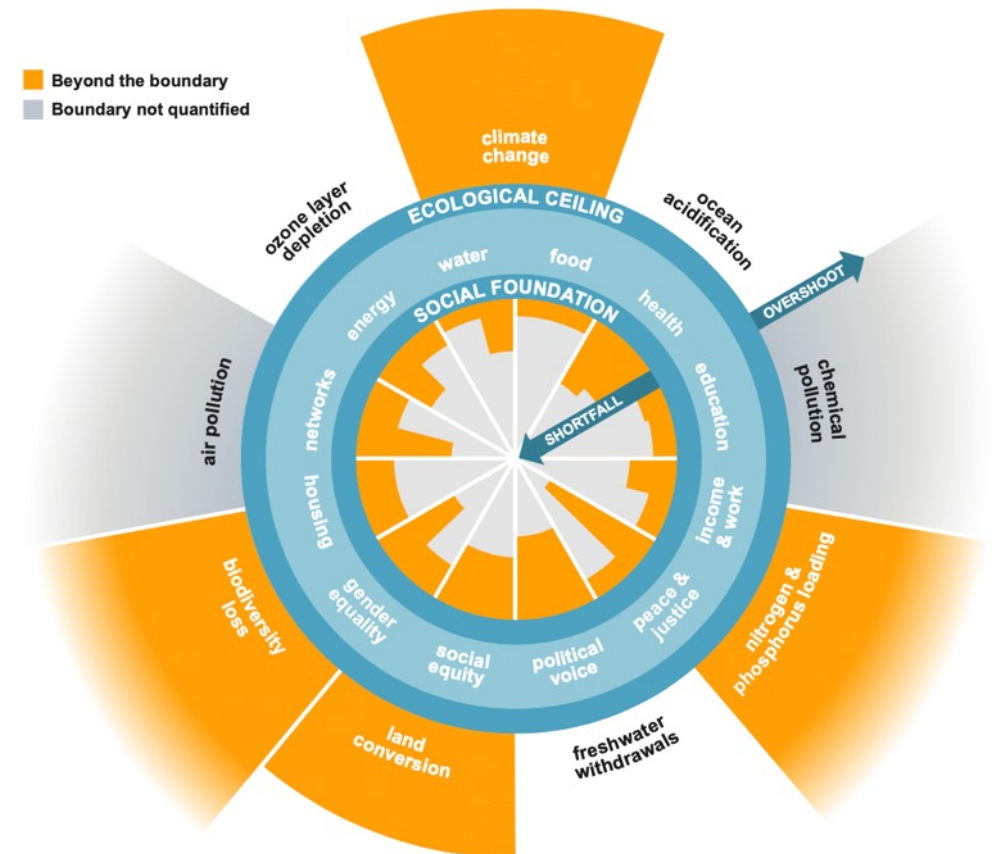 Beyond the boundary
Boundary not quantified
climate
change
ozone layer
depletion
ocean
acidification
ECOLOGICAL CEILING
OVERSHOOT
water
food
energy
health
SOCIAL FOUNDATION
SHORTFALL
networks
education
air pollution
chemical
pollution
housing
income
& work
gender
equality
peace &
justice
social
equity
political
voice
biodiversity
loss
nitrogen &
phosphorus loading
land
conversion
freshwater
withdrawals